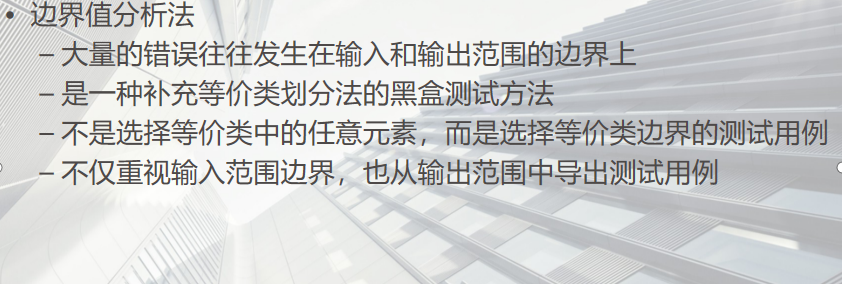 • 边界值分析法
– 大量的错误往往发生在输入和输出范围的边界上
– 是一种补充等价类划分法的黑盒测试方法
– 不是选择等价类中的任意元素，而是选择等价类边界的测试用例
– 不仅重视输入范围边界，也从输出范围中导出测试用例